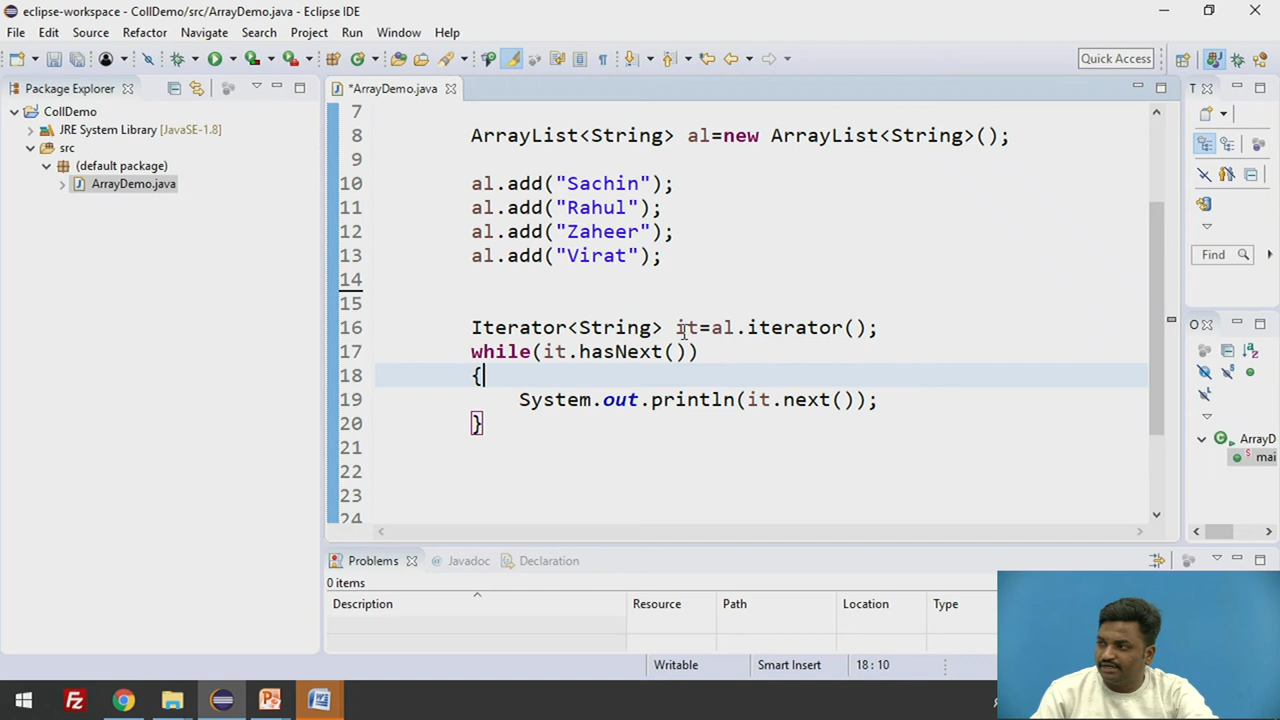 eclipse-workspace - CollDemo/src/ArrayDemo.java - Eclipse IDE
File Edit Source Refactor Navigate Search Project Run Window Help
Quick Access
Package Explorer
*ArrayDemo.java
T
CollDemo
JRE System Library [JavaSE-1.8]
src
(default package)
ArrayDemo.java
7
8 ArrayList<String> al=new ArrayList<String>();
9
10 al.add("Sachin");
11 al.add("Rahul");
12 al.add("Zaheer");
13 al.add("Virat");
14
15
16 Iterator<String> it=al.iterator();
17 while(it.hasNext())
18 {
19 System.out.println(it.next());
20 }
21
22
23
24
Find
O
ArrayD
mai
Problems @ Javadoc Declaration
0 items
Description Resource Path Location Type
Writable Smart Insert 18 : 10